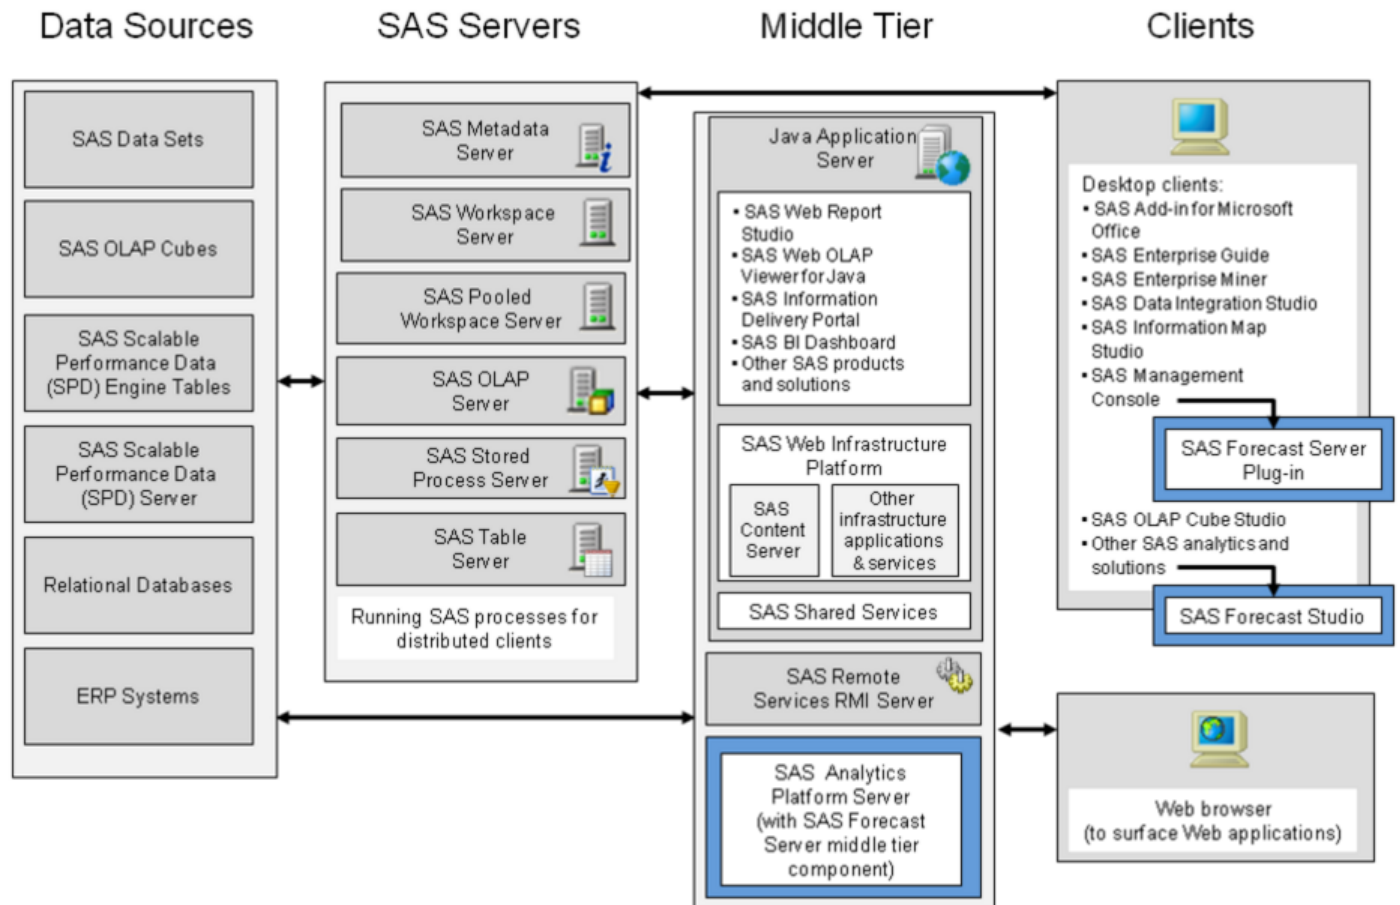 Data Sources
SAS Servers
Middle Tier
Clients
SAS Data Sets
SAS OLAP Cubes
SAS Scalable
Performance Data
(SPD) Engine Tables
SAS Scalable
Performance Data
(SPD) Server
Relational Databases
ERP Systems
SAS Metadata
Server
SAS Workspace
Server
SAS Pooled
Workspace Server
SAS OLAP
Server
SAS Stored
Process Server
SAS Table
Server
Running SAS processes for
distributed clients
Java Application
Server
▪ SAS Web Report
Studio
▪ SAS Web OLAP
Viewer for Java
▪ SAS Information
Delivery Portal
▪ SAS BI Dashboard
▪ Other SAS products
and solutions
SAS Web Infrastructure
Platform
SAS
Content
Server
Other
infrastructure
applications
& services
SAS Shared Services
SAS Remote
Services RMI Server
SAS Analytics
Platform Server
(with SAS Forecast
Server middle tier
component)
Desktop clients:
▪ SAS Add-in for Microsoft
Office
▪ SAS Enterprise Guide
▪ SAS Enterprise Miner
▪ SAS Data Integration Studio
▪ SAS Information Map
Studio
▪ SAS Management
Console
SAS Forecast Server
Plug-in
▪ SAS OLAP Cube Studio
▪ Other SAS analytics and
solutions
SAS Forecast Studio
Web browser
(to surface Web applications)